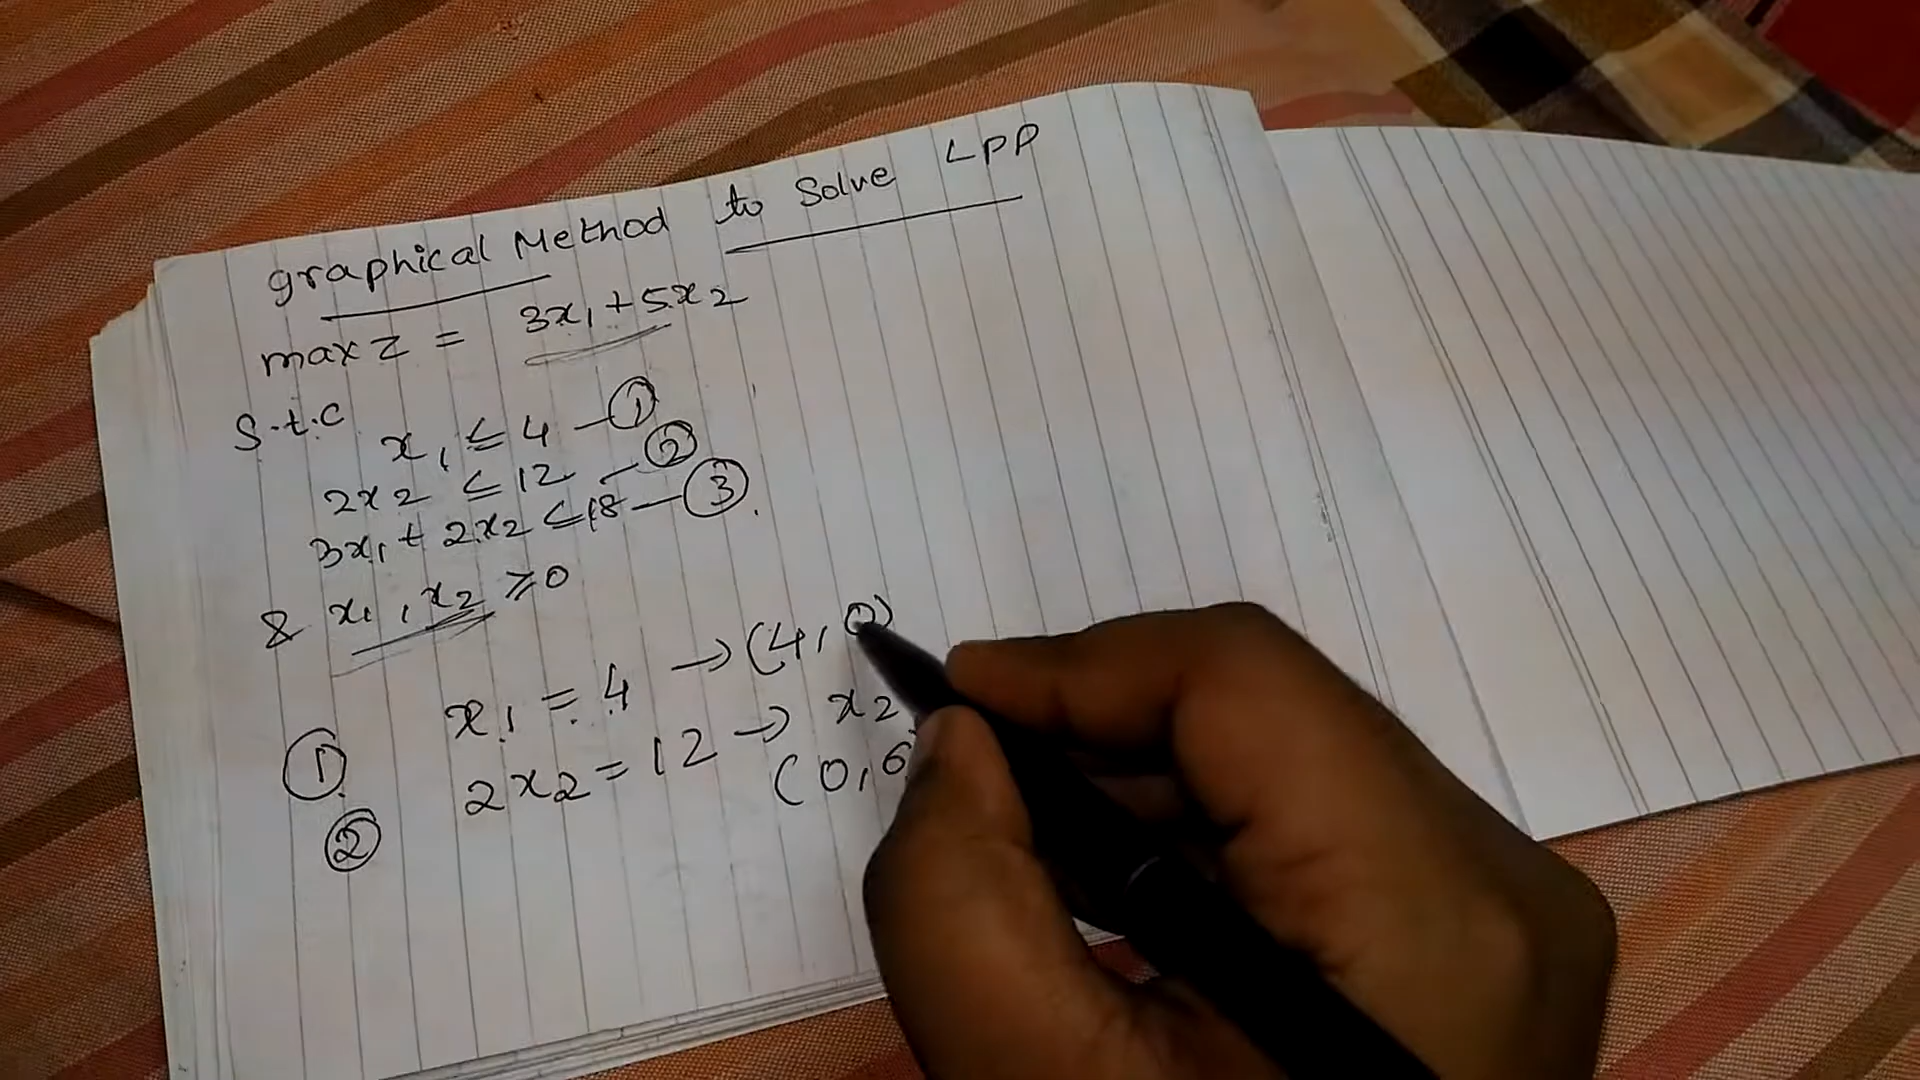 graphical Method to Solve LPP
max Z = 3x₁ + 5x₂
S.t.c
x₁ ≤ 4 — ①
2x₂ ≤ 12 — ②
3x₁ + 2x₂ ≤ 18 — ③
& x₁, x₂ ≥ 0
① x₁ = 4 → (4, 0)
② 2x₂ = 12 → x₂
(0, 6